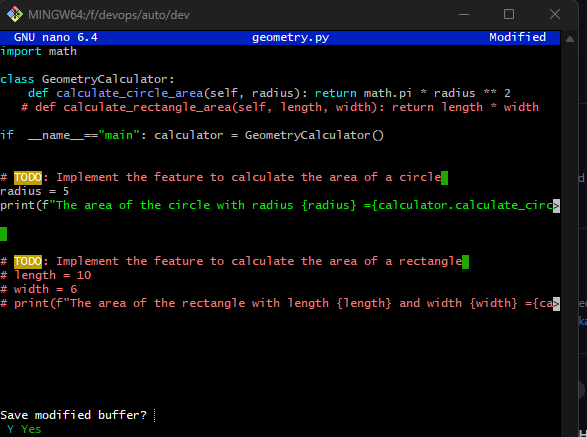 MINGW64:/f/devops/auto/dev
GNU nano 6.4 geometry.py Modified
import math
class GeometryCalculator:
def calculate_circle_area(self, radius): return math.pi * radius ** 2
# def calculate_rectangle_area(self, length, width): return length * width
if __name__=="main": calculator = GeometryCalculator()
# TODO: Implement the feature to calculate the area of a circle
radius = 5
print(f"The area of the circle with radius {radius} ={calculator.calculate_circ>
# TODO: Implement the feature to calculate the area of a rectangle
# length = 10
# width = 6
# print(f"The area of the rectangle with length {length} and width {width} ={ca>
Save modified buffer?
Y Yes